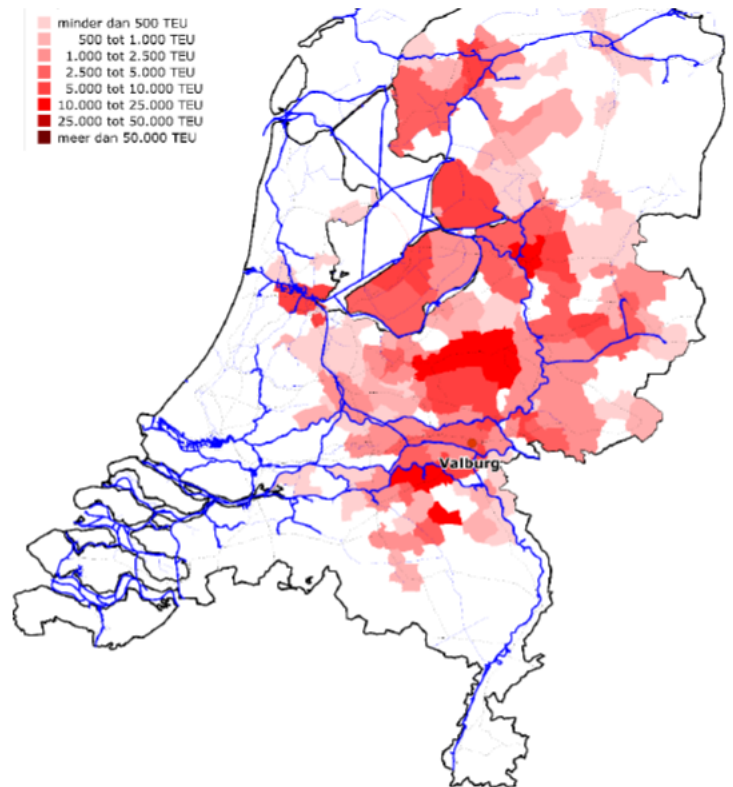 minder dan 500 TEU
500 tot 1.000 TEU
1.000 tot 2.500 TEU
2.500 tot 5.000 TEU
5.000 tot 10.000 TEU
10.000 tot 25.000 TEU
25.000 tot 50.000 TEU
meer dan 50.000 TEU
Valburg